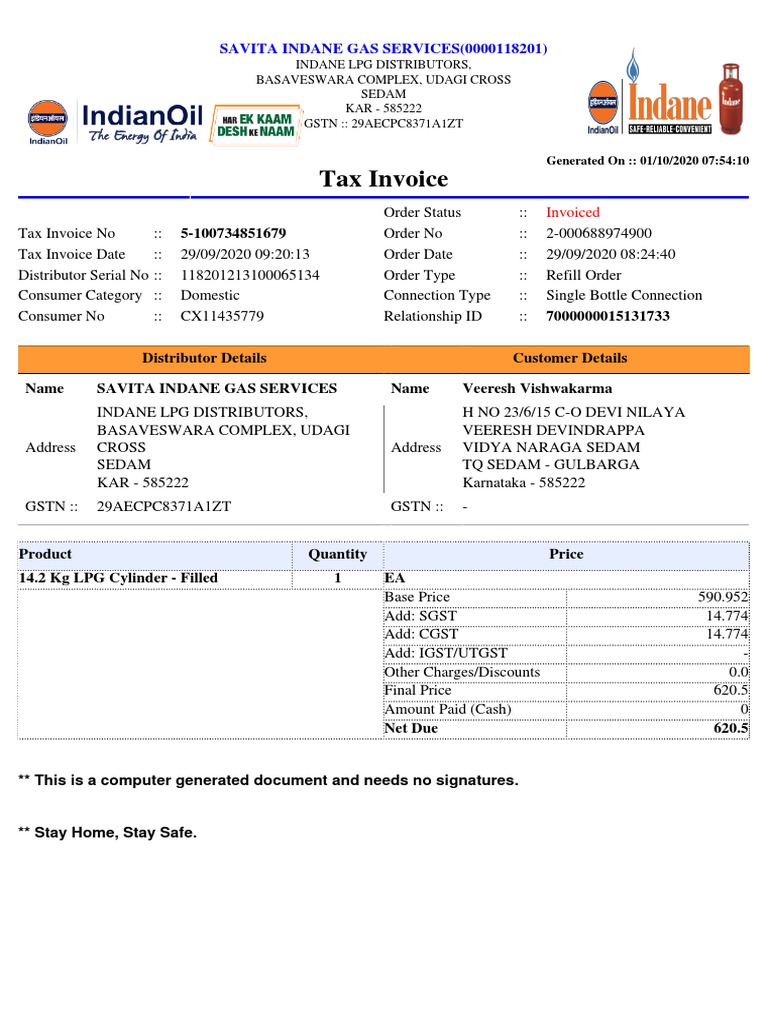 SAVITA INDANE GAS SERVICES(0000118201)
INDANE LPG DISTRIBUTORS,
BASAVESWARA COMPLEX, UDAGI CROSS
SEDAM
KAR - 585222
GSTN :: 29AECPC8371A1ZT
इंडियनऑयल
IndianOil
IndianOil
The Energy Of India
HAR EK KAAM
DESH KE NAAM
इंडियनऑयल
IndianOil
Indane
SAFE•RELIABLE•CONVENIENT
Indane
Generated On :: 01/10/2020 07:54:10
Tax Invoice
Order Status :: Invoiced
Tax Invoice No :: 5-100734851679 Order No :: 2-000688974900
Tax Invoice Date :: 29/09/2020 09:20:13 Order Date :: 29/09/2020 08:24:40
Distributor Serial No :: 118201213100065134 Order Type :: Refill Order
Consumer Category :: Domestic Connection Type :: Single Bottle Connection
Consumer No :: CX11435779 Relationship ID :: 7000000015131733
Distributor Details Customer Details
Name SAVITA INDANE GAS SERVICES Name Veeresh Vishwakarma
INDANE LPG DISTRIBUTORS, H NO 23/6/15 C-O DEVI NILAYA
BASAVESWARA COMPLEX, UDAGI VEERESH DEVINDRAPPA
Address CROSS Address VIDYA NARAGA SEDAM
SEDAM TQ SEDAM - GULBARGA
KAR - 585222 Karnataka - 585222
GSTN :: 29AECPC8371A1ZT GSTN :: -
Product Quantity Price
14.2 Kg LPG Cylinder - Filled 1 EA
Base Price 590.952
Add: SGST 14.774
Add: CGST 14.774
Add: IGST/UTGST -
Other Charges/Discounts 0.0
Final Price 620.5
Amount Paid (Cash) 0
Net Due 620.5
** This is a computer generated document and needs no signatures.
** Stay Home, Stay Safe.